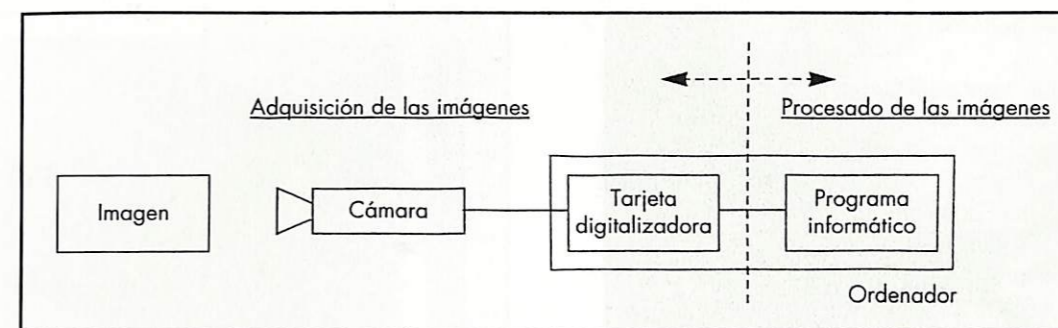 Adquisición de las imágenes
Procesado de las imágenes
Imagen
Cámara
Tarjeta
digitalizadora
Programa
informático
Ordenador